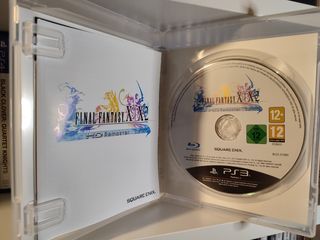 BLACK CLOVER: QUARTET KNIGHTS
FINAL FANTASY X/X-2
HD Remaster
SQUARE ENIX
FINAL FANTASY X/X-2
HD Remaster
12+
12
SQUARE ENIX
PS3